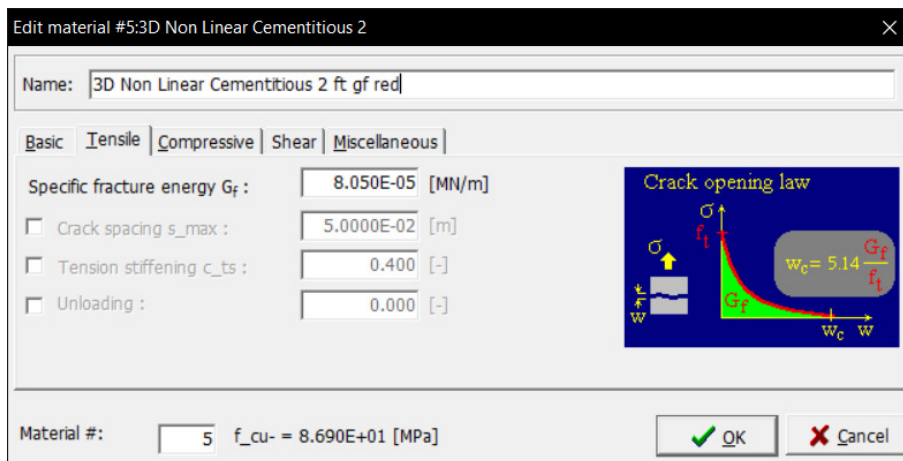 Edit material #5:3D Non Linear Cementitious 2
Name: 3D Non Linear Cementitious 2 ft gf red
Basic Tensile Compressive Shear Miscellaneous
Specific fracture energy Gf : 8.050E-05 [MN/m]
Crack spacing s_max : 5.0000E-02 [m]
Tension stiffening c_ts : 0.400 [-]
Unloading : 0.000 [-]
Crack opening law
σ
ft
σ
wc = 5.14 Gf/ft
Gf
w
wc w
Material #: 5 f_cu- = 8.690E+01 [MPa]
OK Cancel